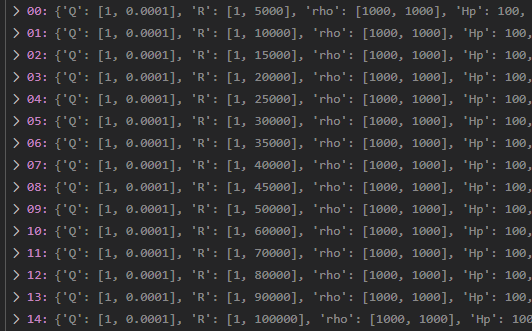 > 00: {'Q': [1, 0.0001], 'R': [1, 5000], 'rho': [1000, 1000], 'Hp': 100,
> 01: {'Q': [1, 0.0001], 'R': [1, 10000], 'rho': [1000, 1000], 'Hp': 100,
> 02: {'Q': [1, 0.0001], 'R': [1, 15000], 'rho': [1000, 1000], 'Hp': 100,
> 03: {'Q': [1, 0.0001], 'R': [1, 20000], 'rho': [1000, 1000], 'Hp': 100,
> 04: {'Q': [1, 0.0001], 'R': [1, 25000], 'rho': [1000, 1000], 'Hp': 100,
> 05: {'Q': [1, 0.0001], 'R': [1, 30000], 'rho': [1000, 1000], 'Hp': 100,
> 06: {'Q': [1, 0.0001], 'R': [1, 35000], 'rho': [1000, 1000], 'Hp': 100,
> 07: {'Q': [1, 0.0001], 'R': [1, 40000], 'rho': [1000, 1000], 'Hp': 100,
> 08: {'Q': [1, 0.0001], 'R': [1, 45000], 'rho': [1000, 1000], 'Hp': 100,
> 09: {'Q': [1, 0.0001], 'R': [1, 50000], 'rho': [1000, 1000], 'Hp': 100,
> 10: {'Q': [1, 0.0001], 'R': [1, 60000], 'rho': [1000, 1000], 'Hp': 100,
> 11: {'Q': [1, 0.0001], 'R': [1, 70000], 'rho': [1000, 1000], 'Hp': 100,
> 12: {'Q': [1, 0.0001], 'R': [1, 80000], 'rho': [1000, 1000], 'Hp': 100,
> 13: {'Q': [1, 0.0001], 'R': [1, 90000], 'rho': [1000, 1000], 'Hp': 100,
> 14: {'Q': [1, 0.0001], 'R': [1, 100000], 'rho': [1000, 1000], 'Hp': 100